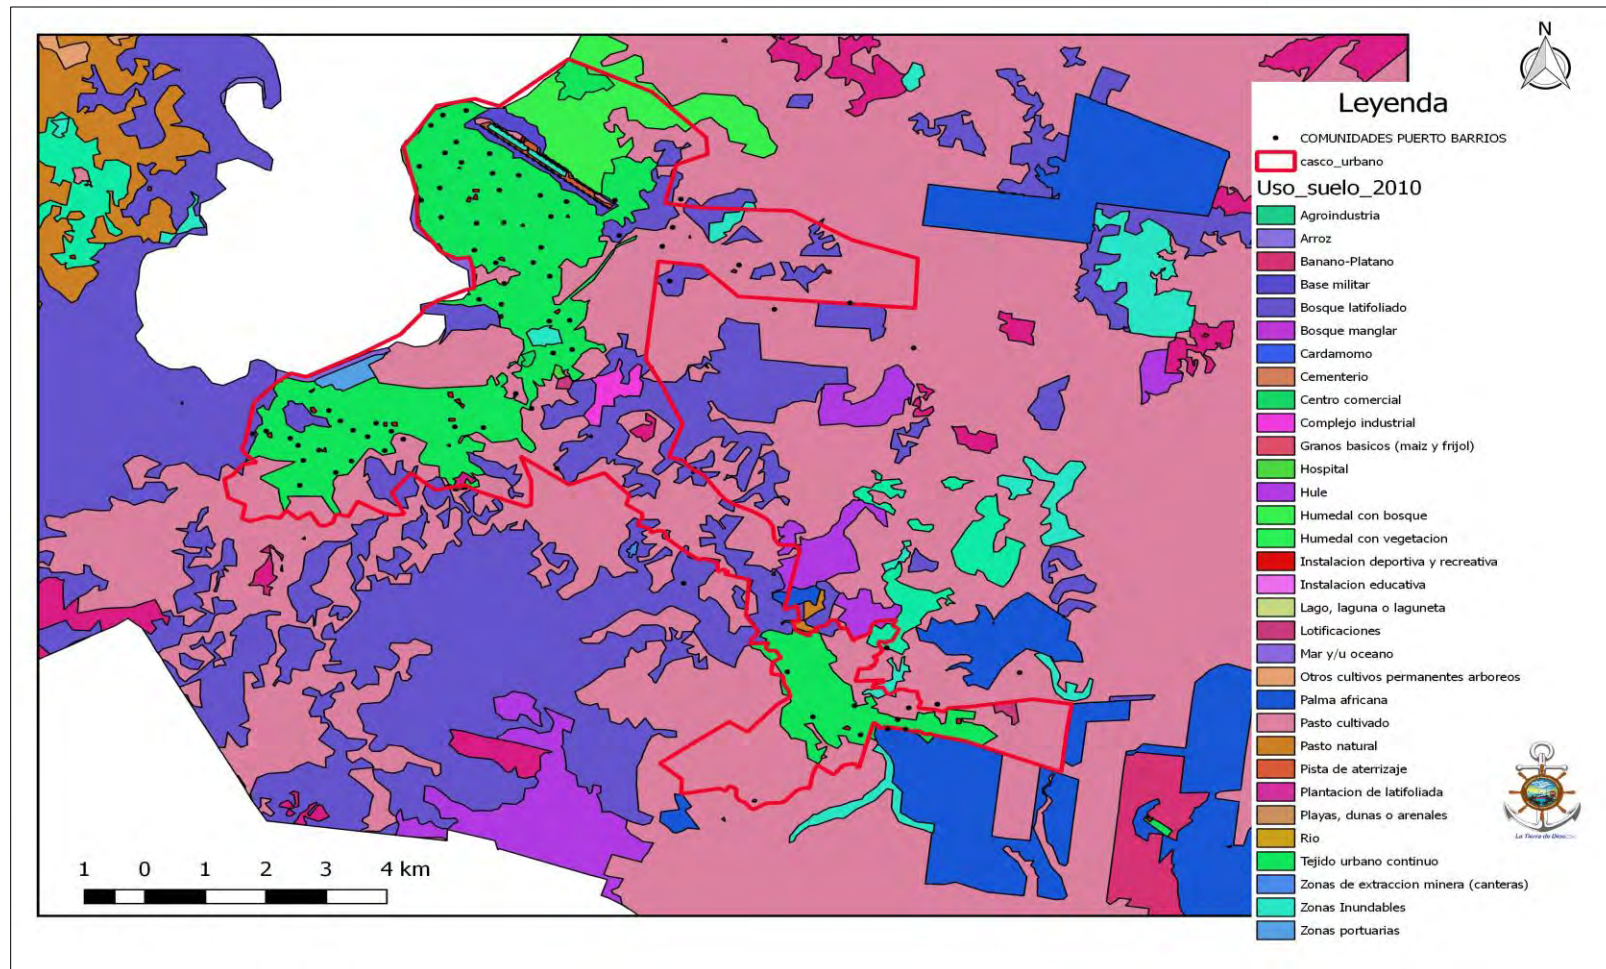 N
Leyenda
COMUNIDADES PUERTO BARRIOS
casco_urbano
Uso_suelo_2010
Agroindustria
Arroz
Banano-Platano
Base militar
Bosque latifoliado
Bosque manglar
Cardamomo
Cementerio
Centro comercial
Complejo industrial
Granos basicos (maiz y frijol)
Hospital
Hule
Humedal con bosque
Humedal con vegetacion
Instalacion deportiva y recreativa
Instalacion educativa
Lago, laguna o laguneta
Lotificaciones
Mar y/u oceano
Otros cultivos permanentes arboreos
Palma africana
Pasto cultivado
Pasto natural
Pista de aterrizaje
Plantacion de latifoliada
Playas, dunas o arenales
Rio
Tejido urbano continuo
Zonas de extraccion minera (canteras)
Zonas Inundables
Zonas portuarias
La Tierra de Dios
1 0 1 2 3 4 km